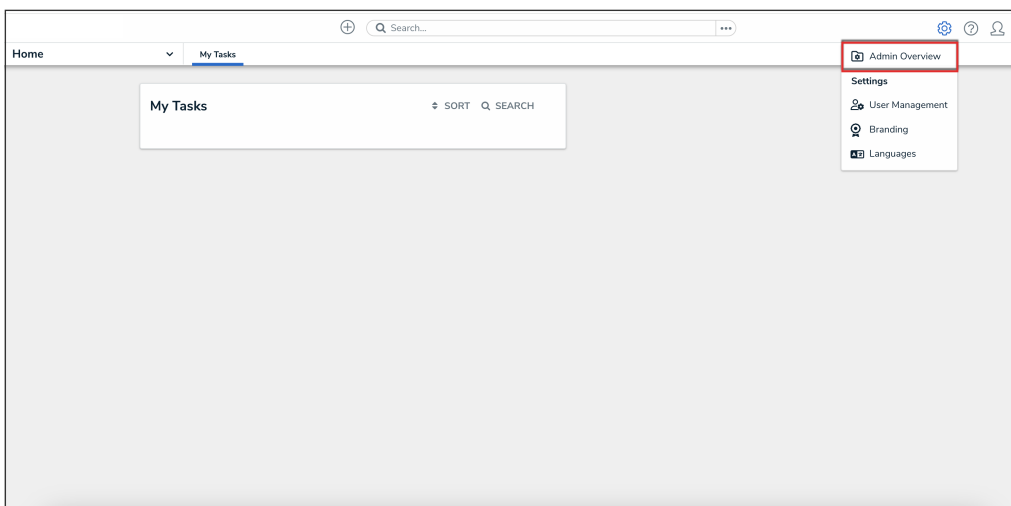 Search...
Home
My Tasks
Admin Overview
My Tasks
SORT SEARCH
Settings
User Management
Branding
Languages